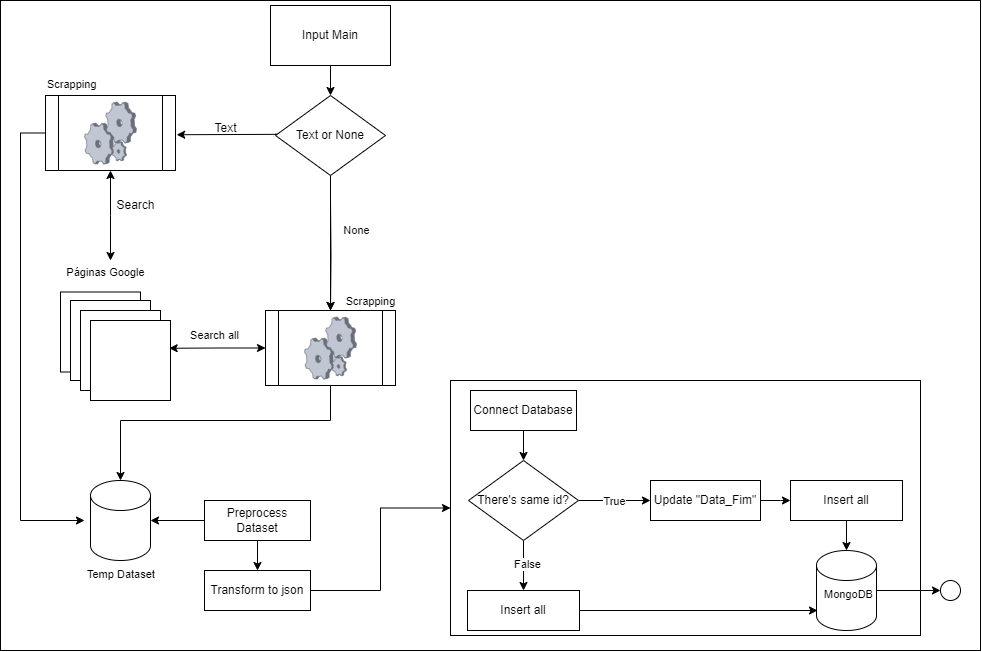 Input Main
Scrapping
Text
Text or None
Search
None
Páginas Google
Scrapping
Search all
Connect Database
There's same id?
True
Update "Data_Fim"
Insert all
Preprocess
Dataset
False
Temp Dataset
Transform to json
Insert all
MongoDB